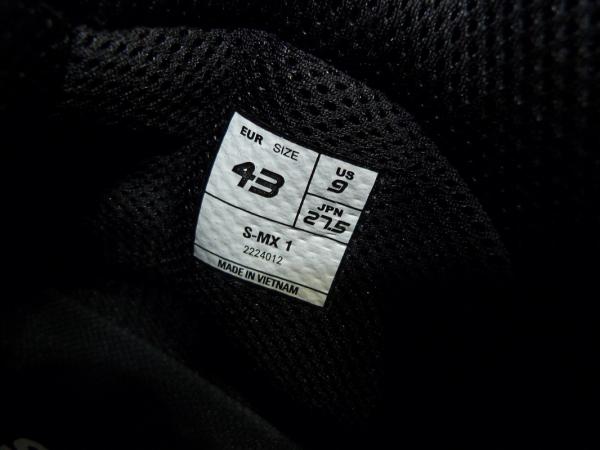 EUR SIZE
43
US
9
JPN
27.5
S-MX 1
2224012
MADE IN VIETNAM